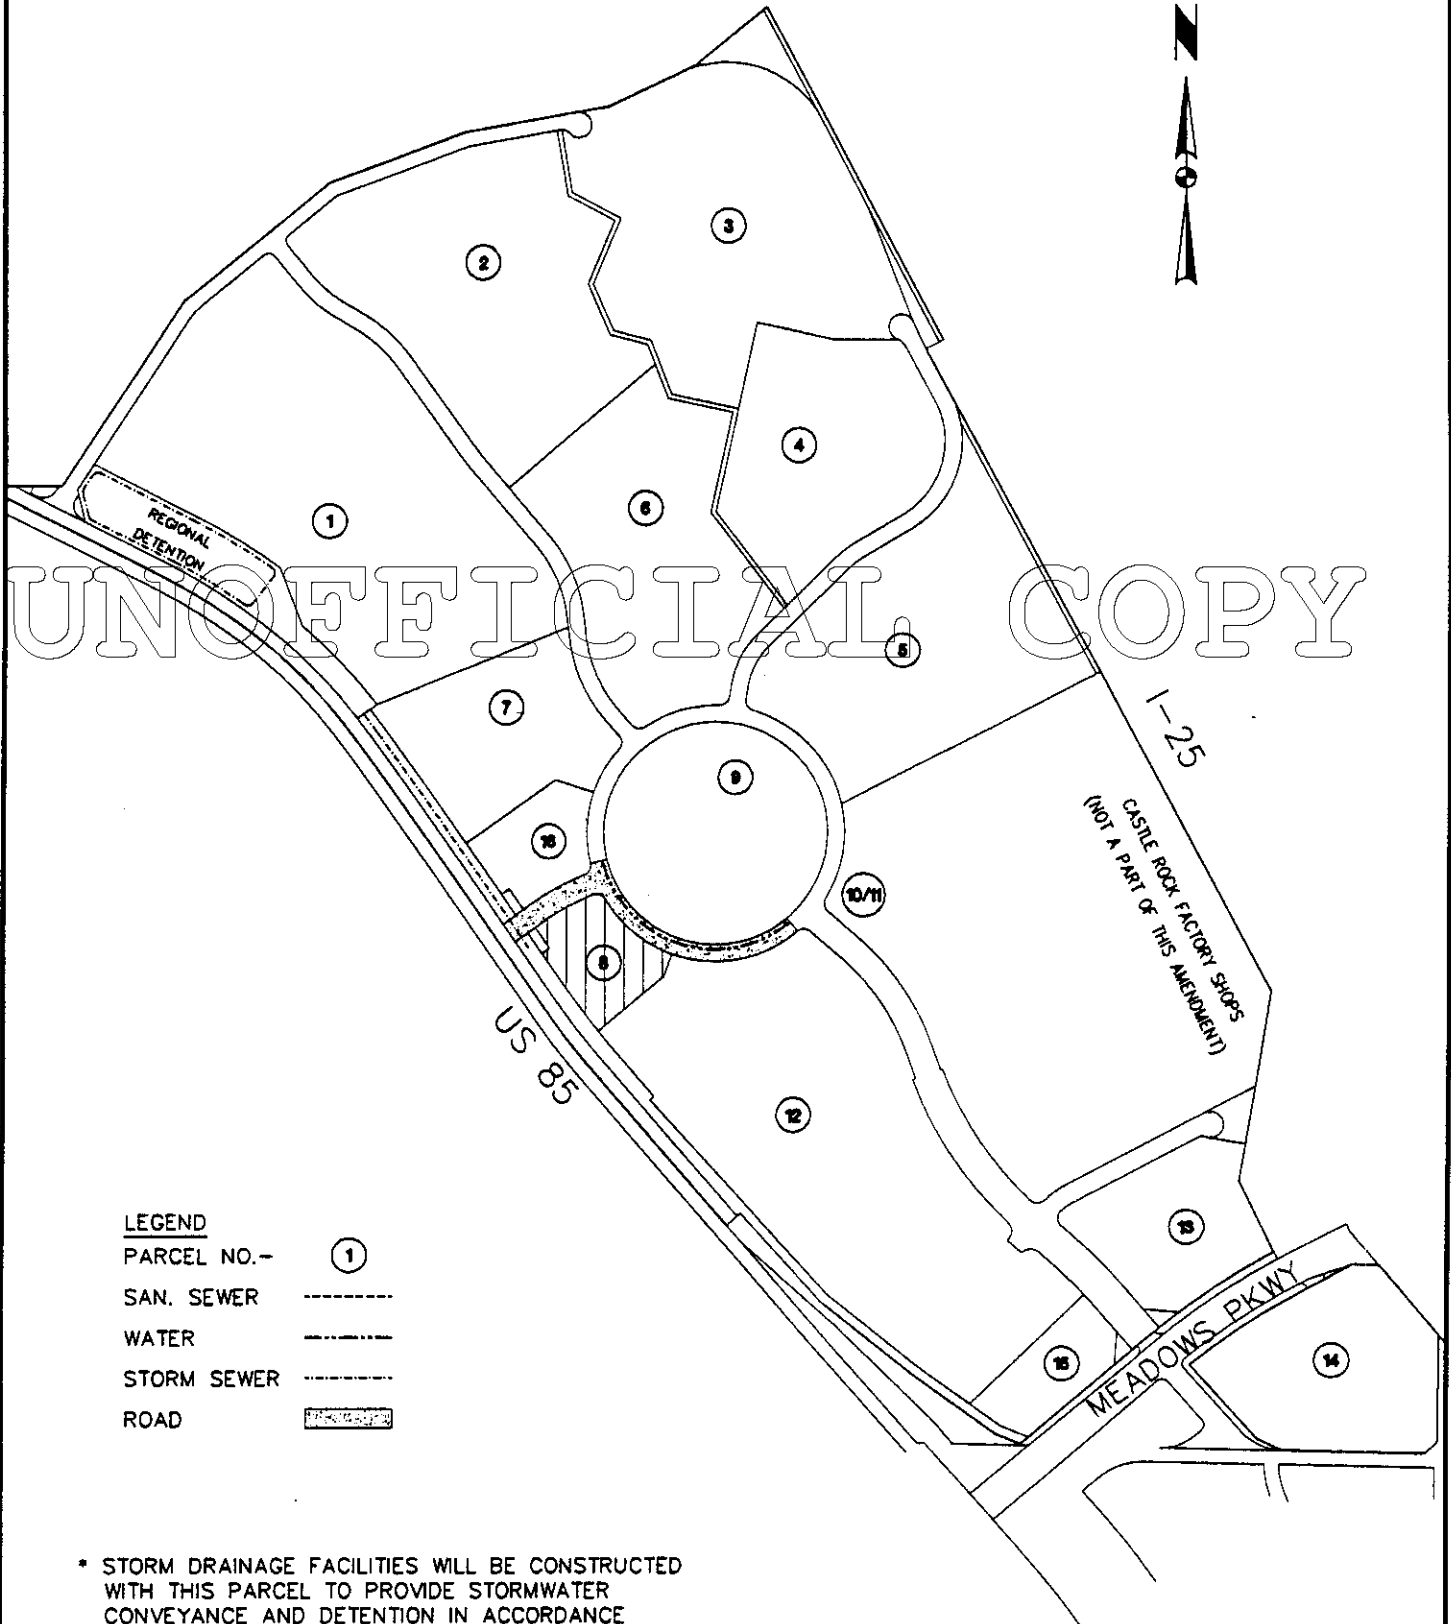 N
3
2
4
6
1
REGIONAL
DETENTION
UNOFFICIAL COPY
5
7
I-25
9
CASTLE ROCK FACTORY SHOPS
(NOT A PART OF THIS AMENDMENT)
16
10/11
8
US 85
12
13
MEADOWS PKWY
15
14
LEGEND
PARCEL NO.- 1
SAN. SEWER
WATER
STORM SEWER
ROAD
* STORM DRAINAGE FACILITIES WILL BE CONSTRUCTED
WITH THIS PARCEL TO PROVIDE STORMWATER
CONVEYANCE AND DETENTION IN ACCORDANCE